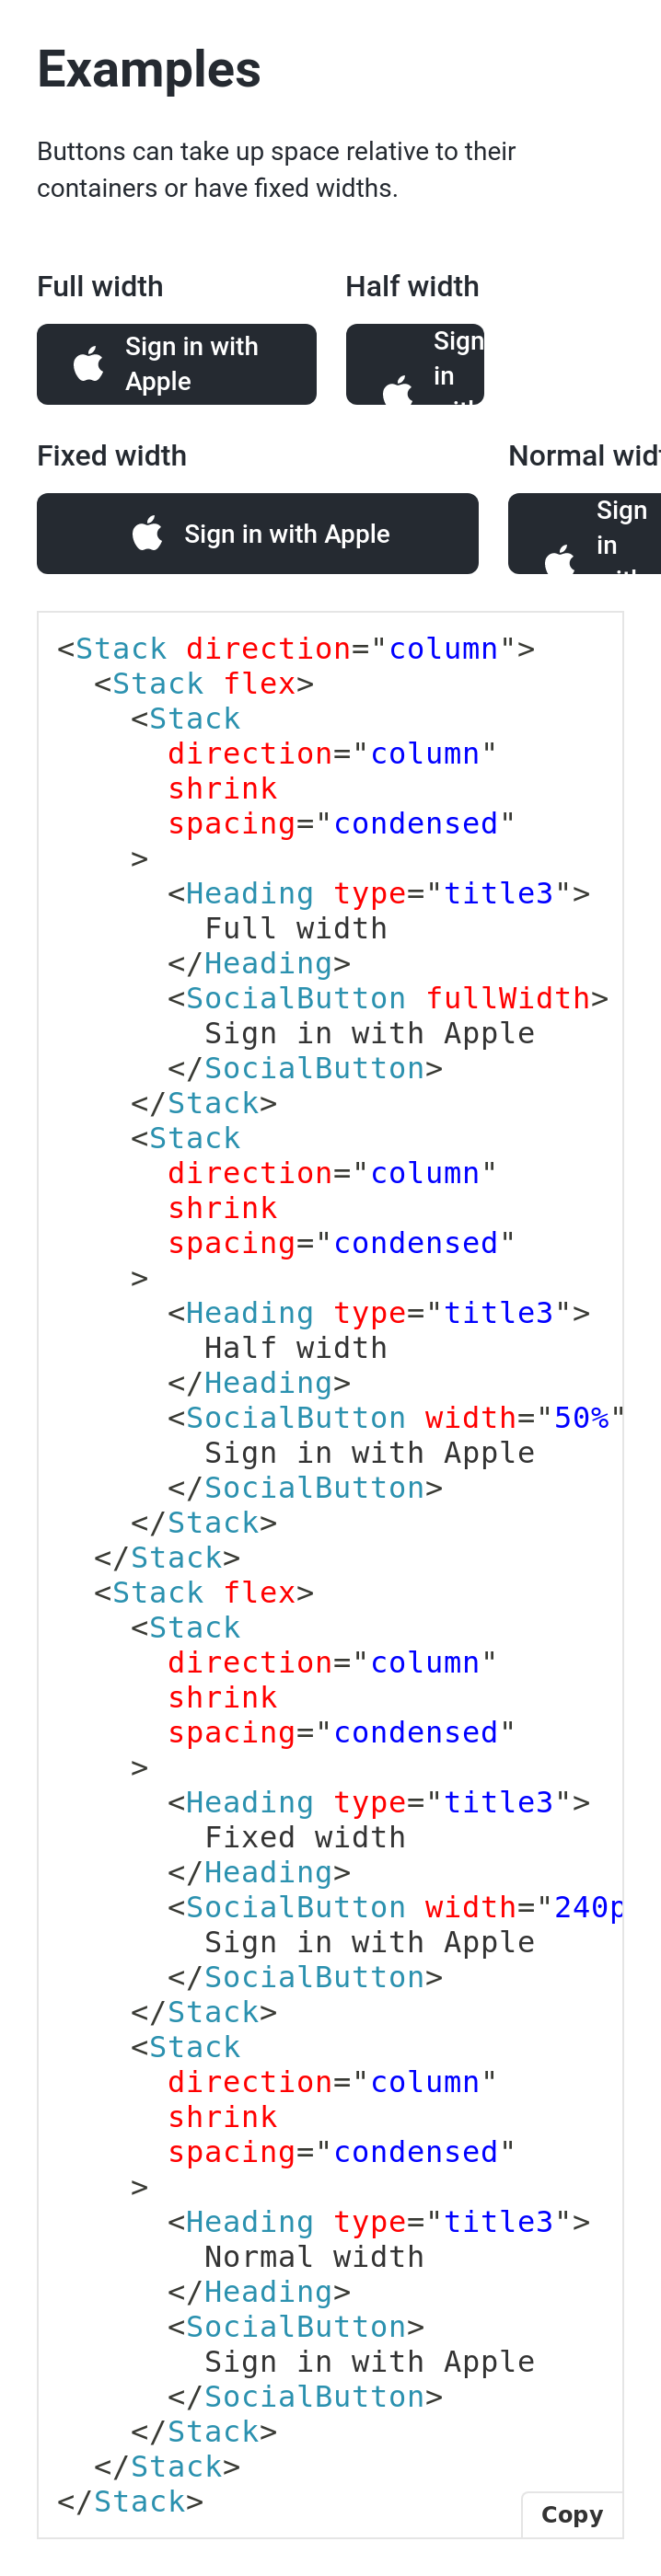 Examples
Buttons can take up space relative to their
containers or have fixed widths.
Full width
Half width
Sign in with
Apple
Sign
in
Fixed width
Normal
Sign in with Apple
Sign
in
<Stack direction="column">
  <Stack flex>
    <Stack
      direction="column"
      shrink
      spacing="condensed"
    >
      <Heading type="title3">
        Full width
      </Heading>
      <SocialButton fullWidth>
        Sign in with Apple
      </SocialButton>
    </Stack>
    <Stack
      direction="column"
      shrink
      spacing="condensed"
    >
      <Heading type="title3">
        Half width
      </Heading>
      <SocialButton width="50%"
        Sign in with Apple
      </SocialButton>
    </Stack>
  </Stack>
  <Stack flex>
    <Stack
      direction="column"
      shrink
      spacing="condensed"
    >
      <Heading type="title3">
        Fixed width
      </Heading>
      <SocialButton width="240p
        Sign in with Apple
      </SocialButton>
    </Stack>
    <Stack
      direction="column"
      shrink
      spacing="condensed"
    >
      <Heading type="title3">
        Normal width
      </Heading>
      <SocialButton>
        Sign in with Apple
      </SocialButton>
    </Stack>
  </Stack>
</Stack>
Copy